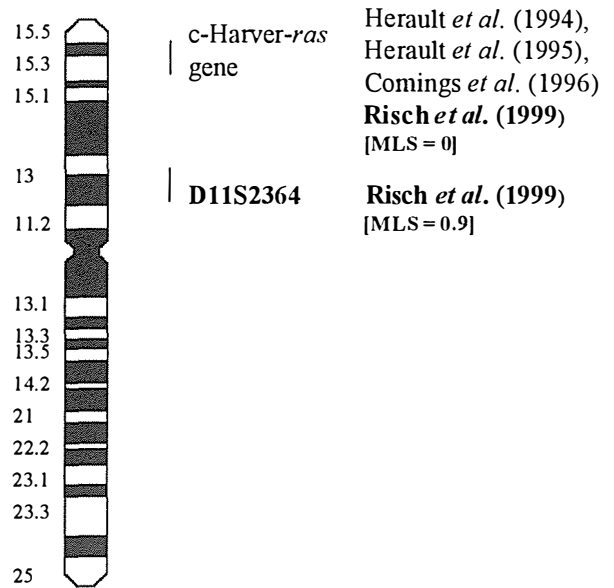 15.5 c-Harver-ras Herault et al. (1994),
15.3 gene Herault et al. (1995),
15.1 Comings et al. (1996)
Risch et al. (1999)
[MLS = 0]
13 D11S2364 Risch et al. (1999)
11.2 [MLS = 0.9]
13.1
13.3
13.5
14.2
21
22.2
23.1
23.3
25